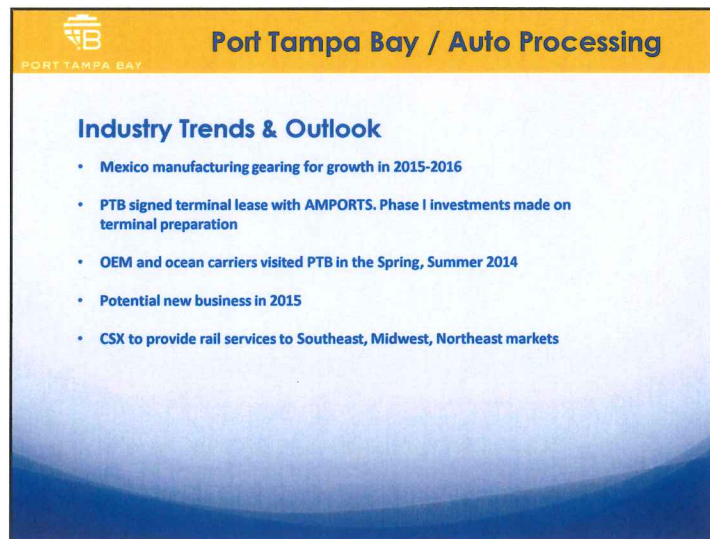 PORT TAMPA BAY
Port Tampa Bay / Auto Processing
Industry Trends & Outlook
• Mexico manufacturing gearing for growth in 2015-2016
• PTB signed terminal lease with AMPORTS. Phase I investments made on
terminal preparation
• OEM and ocean carriers visited PTB in the Spring, Summer 2014
• Potential new business in 2015
• CSX to provide rail services to Southeast, Midwest, Northeast markets